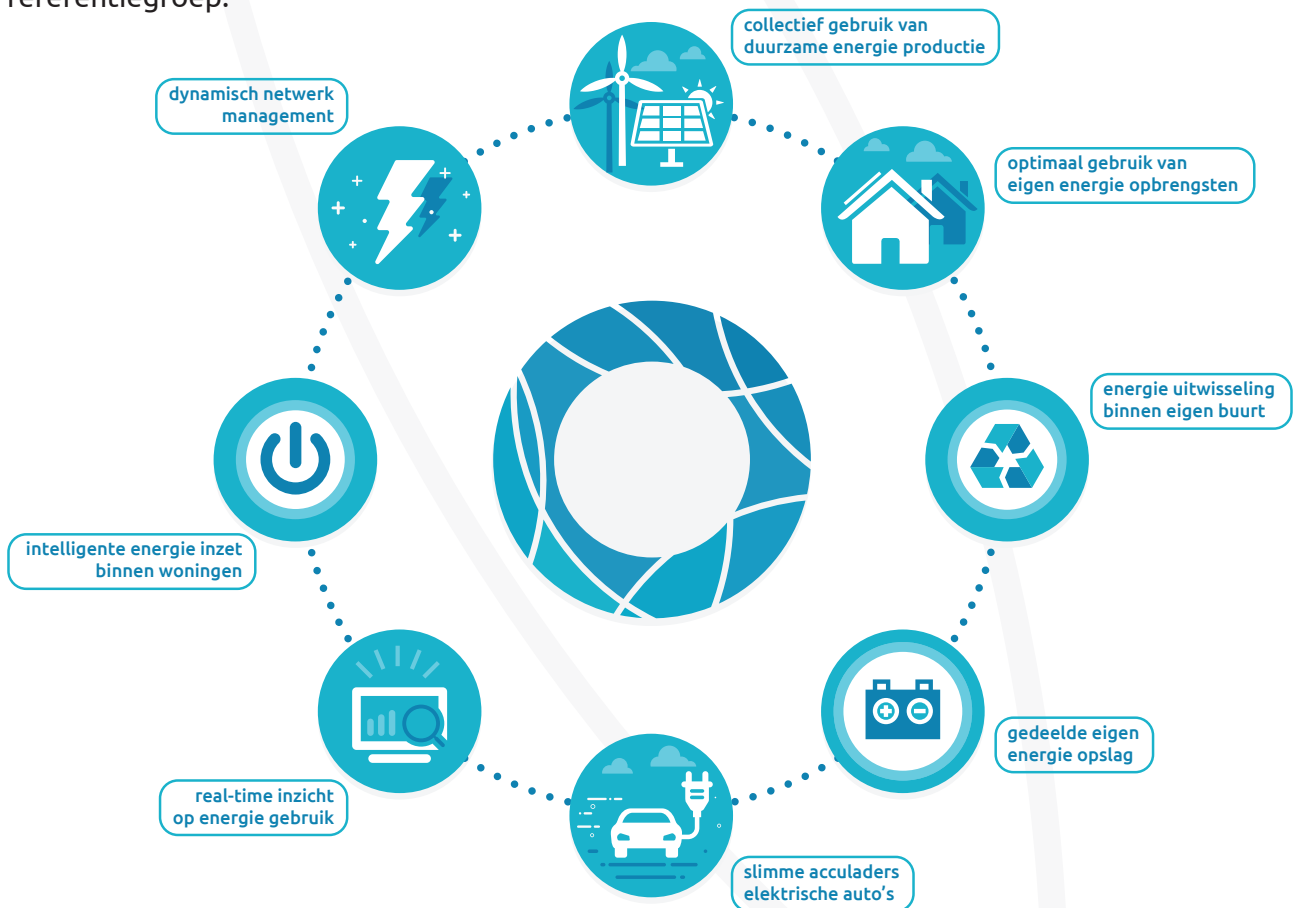 referentiegroep.
collectief gebruik van
duurzame energie productie
dynamisch netwerk
management
optimaal gebruik van
eigen energie opbrengsten
energie uitwisseling
binnen eigen buurt
intelligente energie inzet
binnen woningen
gedeelde eigen
energie opslag
real-time inzicht
op energie gebruik
slimme acculaders
elektrische auto's